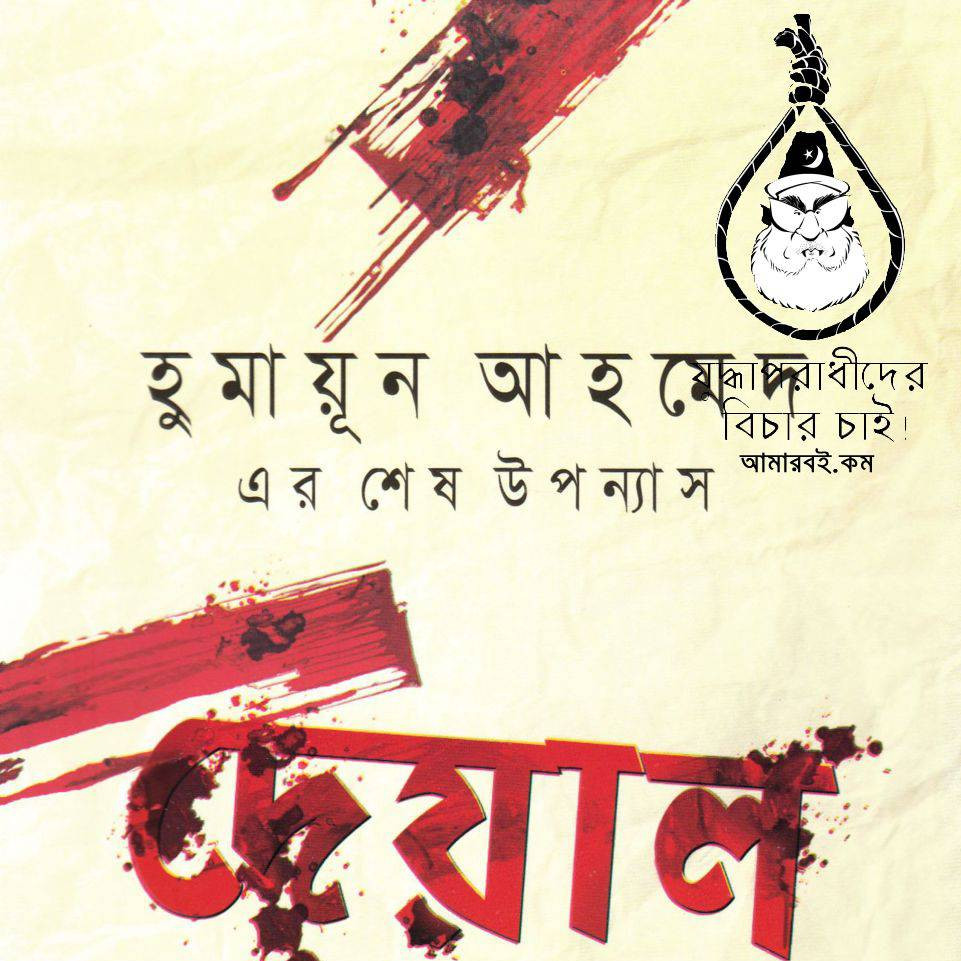 হুমায়ূন আহমেদ
এর শেষ উপন্যাস
যুদ্ধাপরাধীদের
বিচার চাই!
আমারবই.কম
দেয়াল